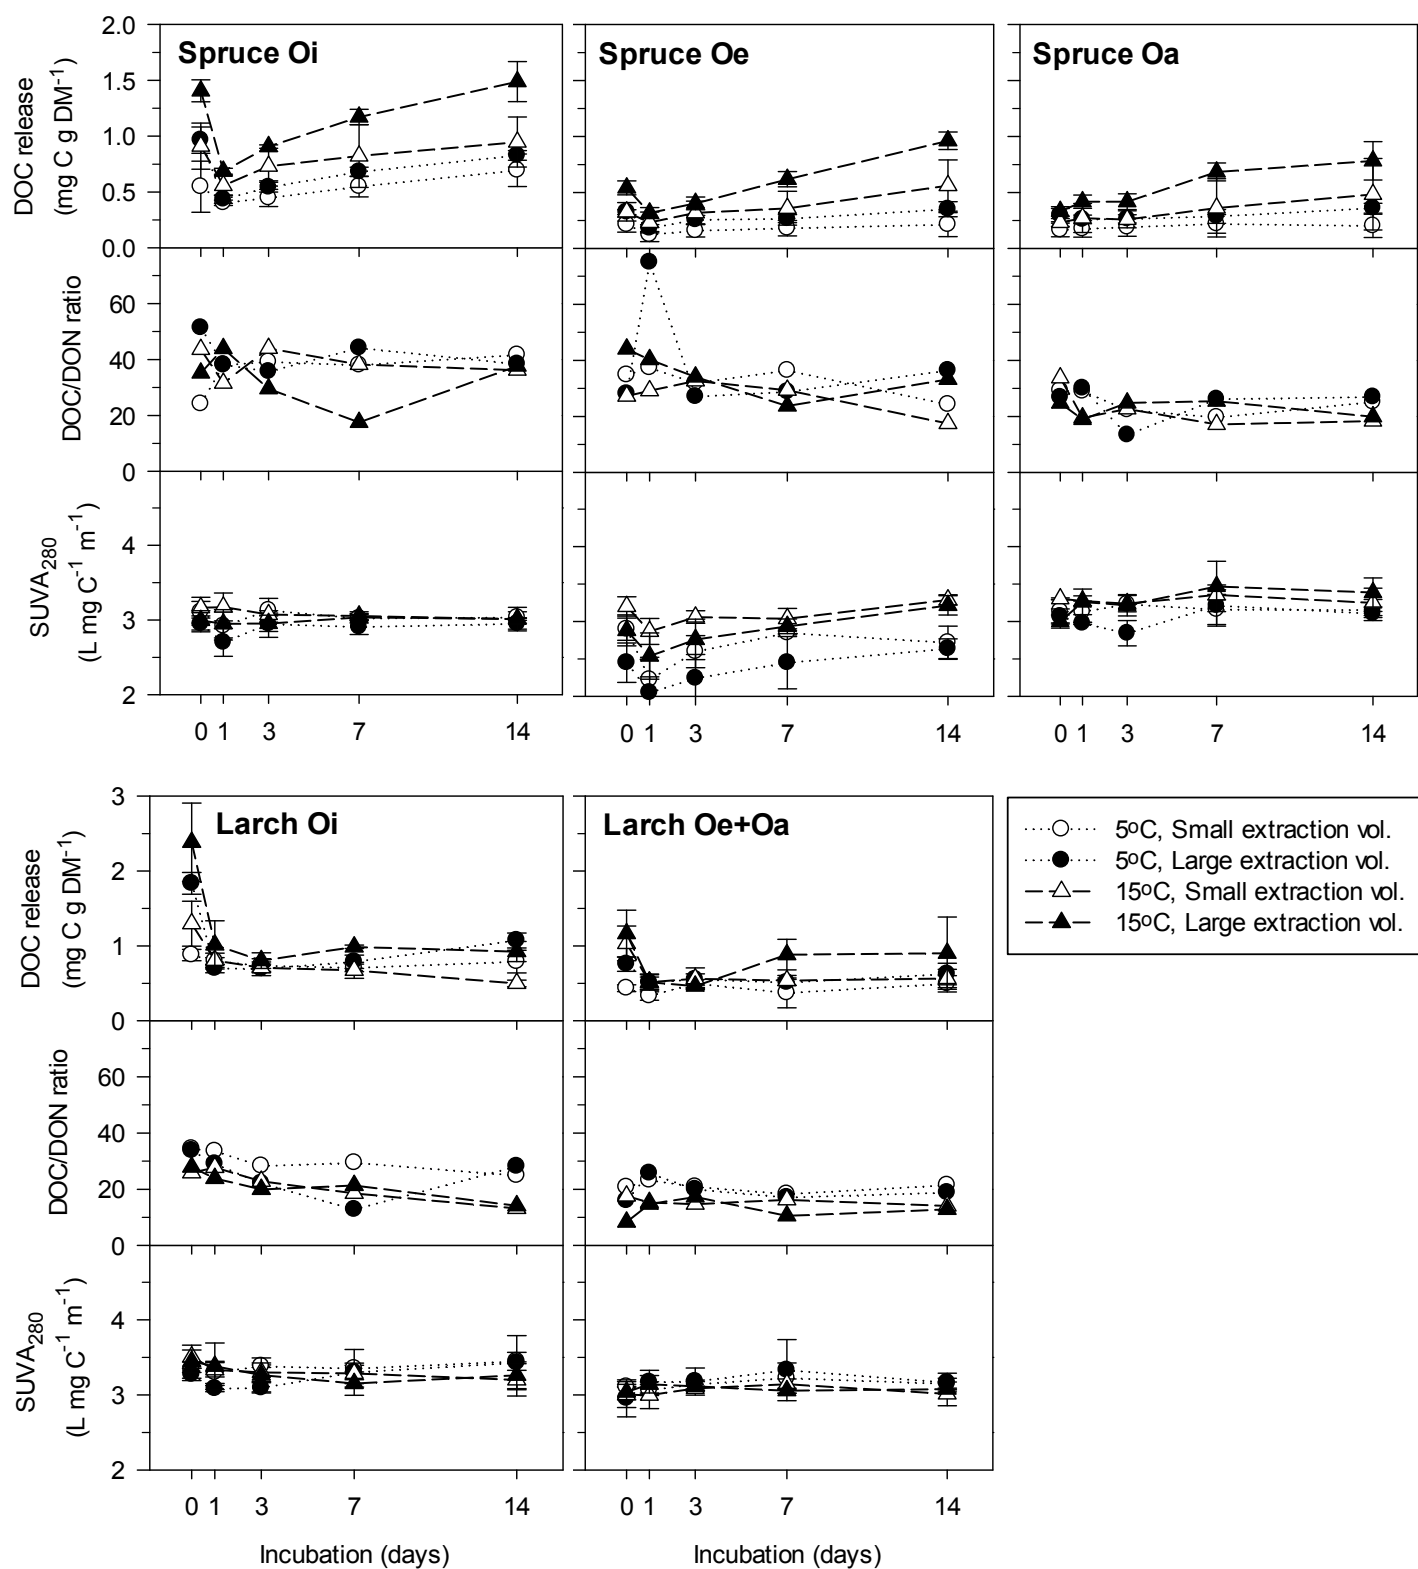 Spruce Oi
Spruce Oe
Spruce Oa
DOC release
(mg C g DM⁻¹)
2.0
1.5
1.0
0.5
0.0
DOC/DON ratio
60
40
20
0
SUVA₂₈₀
(L mg C⁻¹ m⁻¹)
4
3
2
0 1 3 7 14
0 1 3 7 14
0 1 3 7 14
Larch Oi
Larch Oe+Oa
DOC release
(mg C g DM⁻¹)
3
2
1
0
DOC/DON ratio
60
40
20
0
SUVA₂₈₀
(L mg C⁻¹ m⁻¹)
4
3
2
0 1 3 7 14
0 1 3 7 14
Incubation (days)
Incubation (days)
5ºC, Small extraction vol.
5ºC, Large extraction vol.
15ºC, Small extraction vol.
15ºC, Large extraction vol.